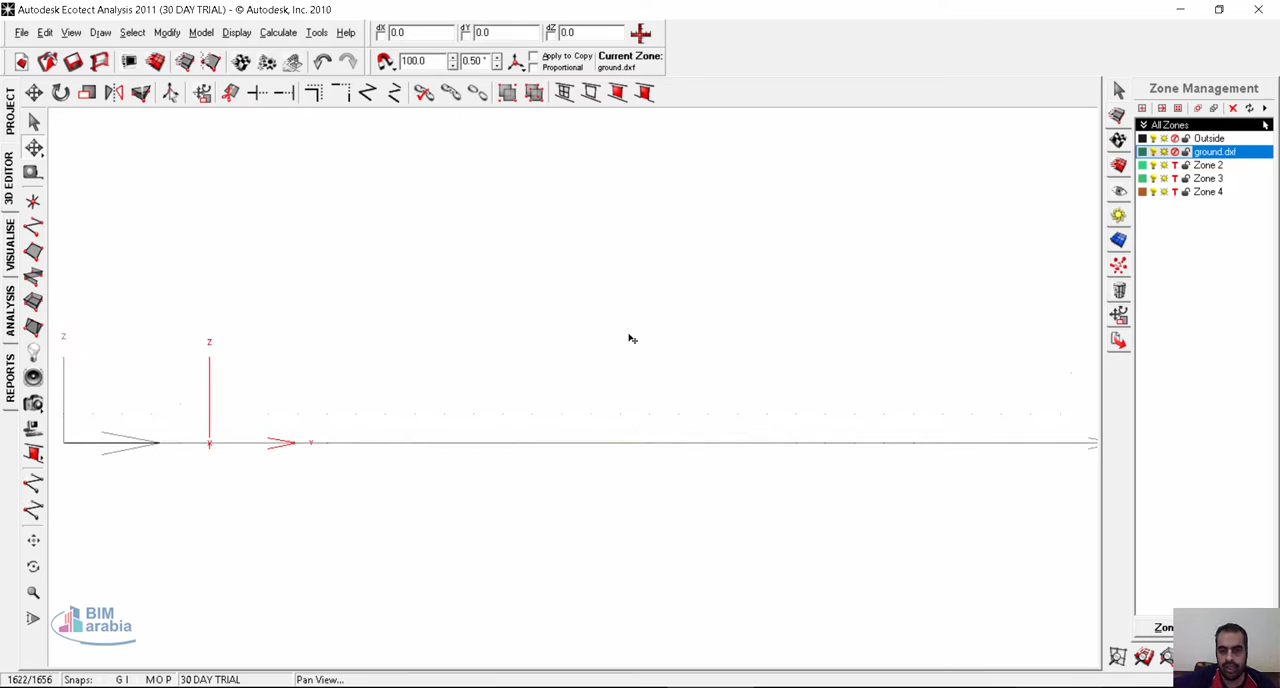 Autodesk Ecotect Analysis 2011 (30 DAY TRIAL) - © Autodesk, Inc. 2010
File Edit View Draw Select Modify Model Display Calculate Tools Help
dX 0.0 dY 0.0 dZ 0.0
100.0 0.50 ° Apply to Copy Proportional Current Zone: ground.dxf
PROJECT
3D EDITOR
VISUALISE
ANALYSIS
REPORTS
Zone Management
All Zones
Outside
ground.dxf
Zone 2
Zone 3
Zone 4
Z
Z
Y
BIM
arabia
1622/1656 Snaps: G I M O P 30 DAY TRIAL Pan View...